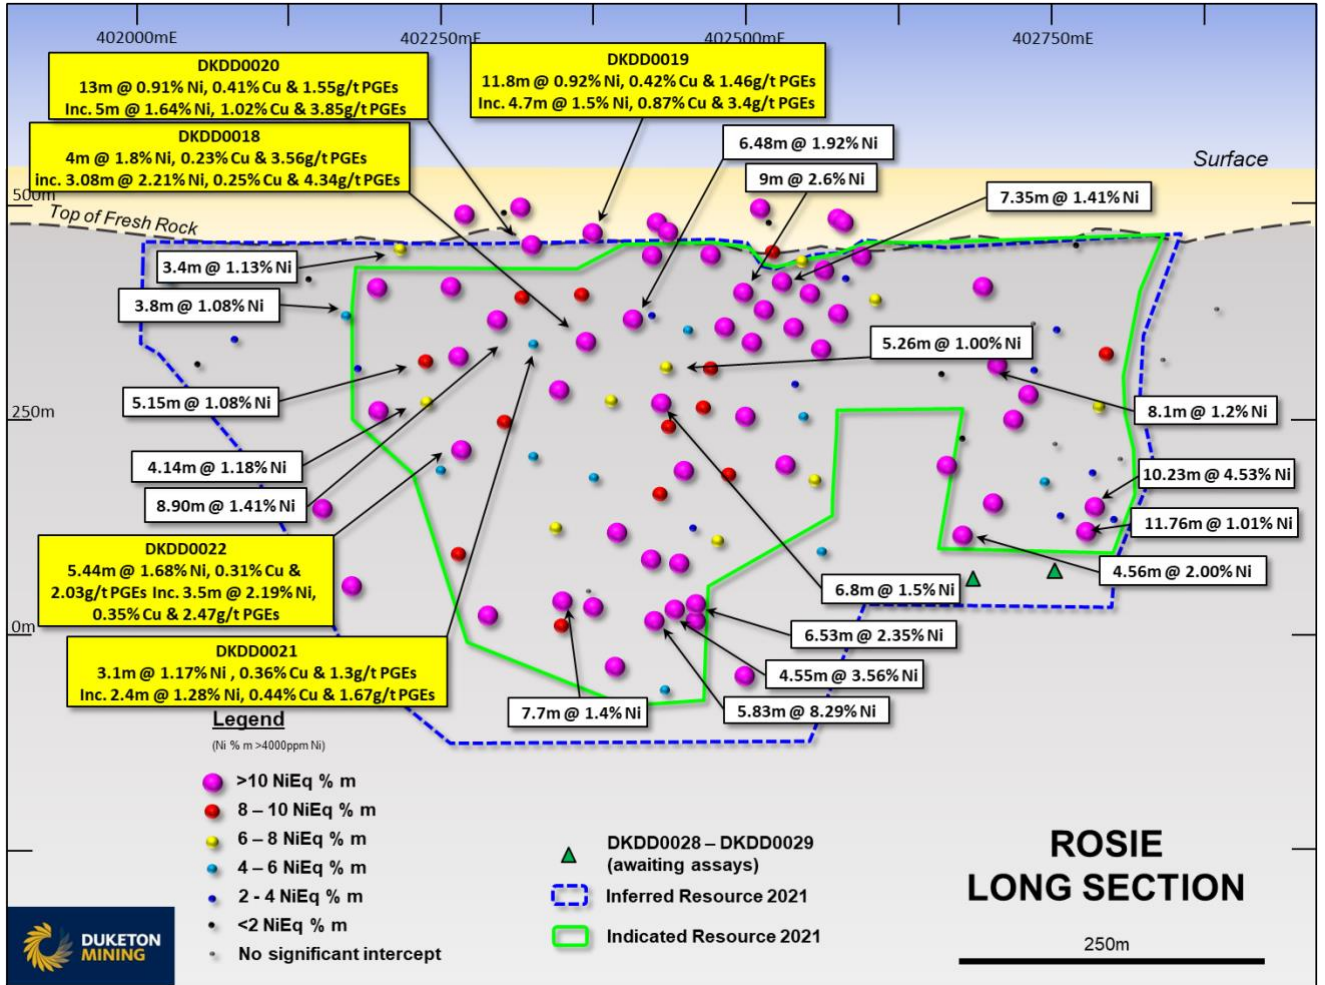 402000mE
402250mE
402500mE
402750mE
DKDD0020
13m @ 0.91% Ni, 0.41% Cu & 1.55g/t PGEs
Inc. 5m @ 1.64% Ni, 1.02% Cu & 3.85g/t PGEs
DKDD0019
11.8m @ 0.92% Ni, 0.42% Cu & 1.46g/t PGEs
Inc. 4.7m @ 1.5% Ni, 0.87% Cu & 3.4g/t PGEs
DKDD0018
4m @ 1.8% Ni, 0.23% Cu & 3.56g/t PGEs
inc. 3.08m @ 2.21% Ni, 0.25% Cu & 4.34g/t PGEs
6.48m @ 1.92% Ni
9m @ 2.6% Ni
Surface
7.35m @ 1.41% Ni
500m
Top of Fresh Rock
3.4m @ 1.13% Ni
3.8m @ 1.08% Ni
5.26m @ 1.00% Ni
5.15m @ 1.08% Ni
8.1m @ 1.2% Ni
250m
4.14m @ 1.18% Ni
10.23m @ 4.53% Ni
8.90m @ 1.41% Ni
11.76m @ 1.01% Ni
DKDD0022
5.44m @ 1.68% Ni, 0.31% Cu &
2.03g/t PGEs Inc. 3.5m @ 2.19% Ni,
0.35% Cu & 2.47g/t PGEs
4.56m @ 2.00% Ni
6.8m @ 1.5% Ni
0m
6.53m @ 2.35% Ni
DKDD0021
3.1m @ 1.17% Ni , 0.36% Cu & 1.3g/t PGEs
Inc. 2.4m @ 1.28% Ni, 0.44% Cu & 1.67g/t PGEs
4.55m @ 3.56% Ni
7.7m @ 1.4% Ni
5.83m @ 8.29% Ni
Legend
(Ni % m >4000ppm Ni)
>10 NiEq % m
8 – 10 NiEq % m
6 – 8 NiEq % m
4 – 6 NiEq % m
2 - 4 NiEq % m
<2 NiEq % m
No significant intercept
DKDD0028 – DKDD0029
(awaiting assays)
Inferred Resource 2021
Indicated Resource 2021
ROSIE
LONG SECTION
250m
DUKETON
MINING